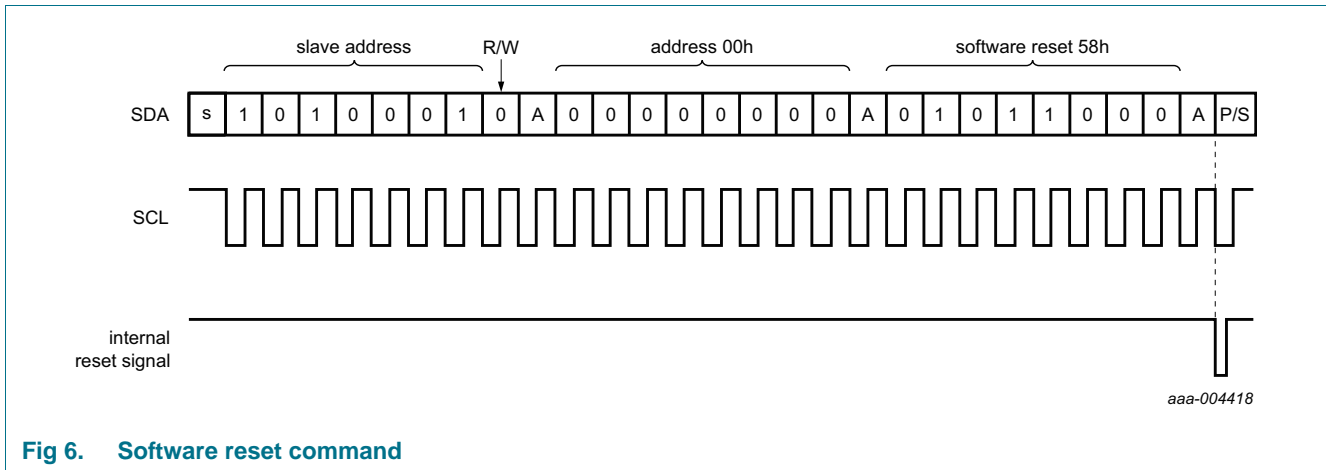 slave address R/W address 00h software reset 58h
SDA s 1 0 1 0 0 0 1 0 A 0 0 0 0 0 0 0 0 A 0 1 0 1 1 0 0 0 A P/S
SCL
internal
reset signal
aaa-004418
Fig 6. Software reset command